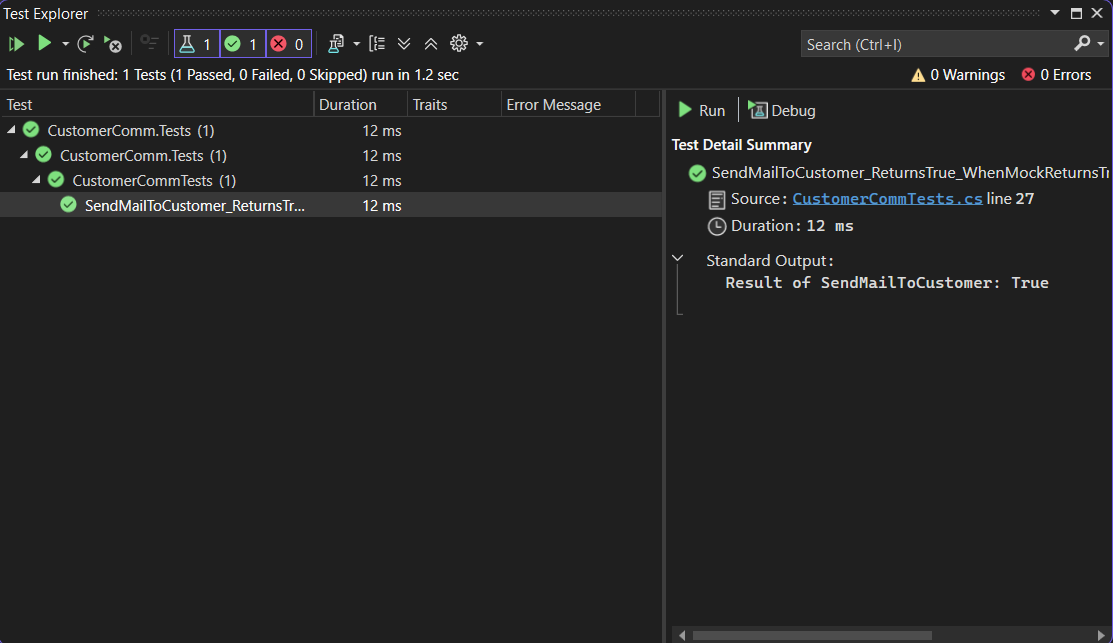 Test Explorer
1 1 0
Search (Ctrl+I)
Test run finished: 1 Tests (1 Passed, 0 Failed, 0 Skipped) run in 1.2 sec
0 Warnings 0 Errors
Test Duration Traits Error Message
CustomerComm.Tests (1) 12 ms
CustomerComm.Tests (1) 12 ms
CustomerCommTests (1) 12 ms
SendMailToCustomer_ReturnsTr... 12 ms
Run Debug
Test Detail Summary
SendMailToCustomer_ReturnsTrue_WhenMockReturnsTr
Source: CustomerCommTests.cs line 27
Duration: 12 ms
Standard Output:
Result of SendMailToCustomer: True